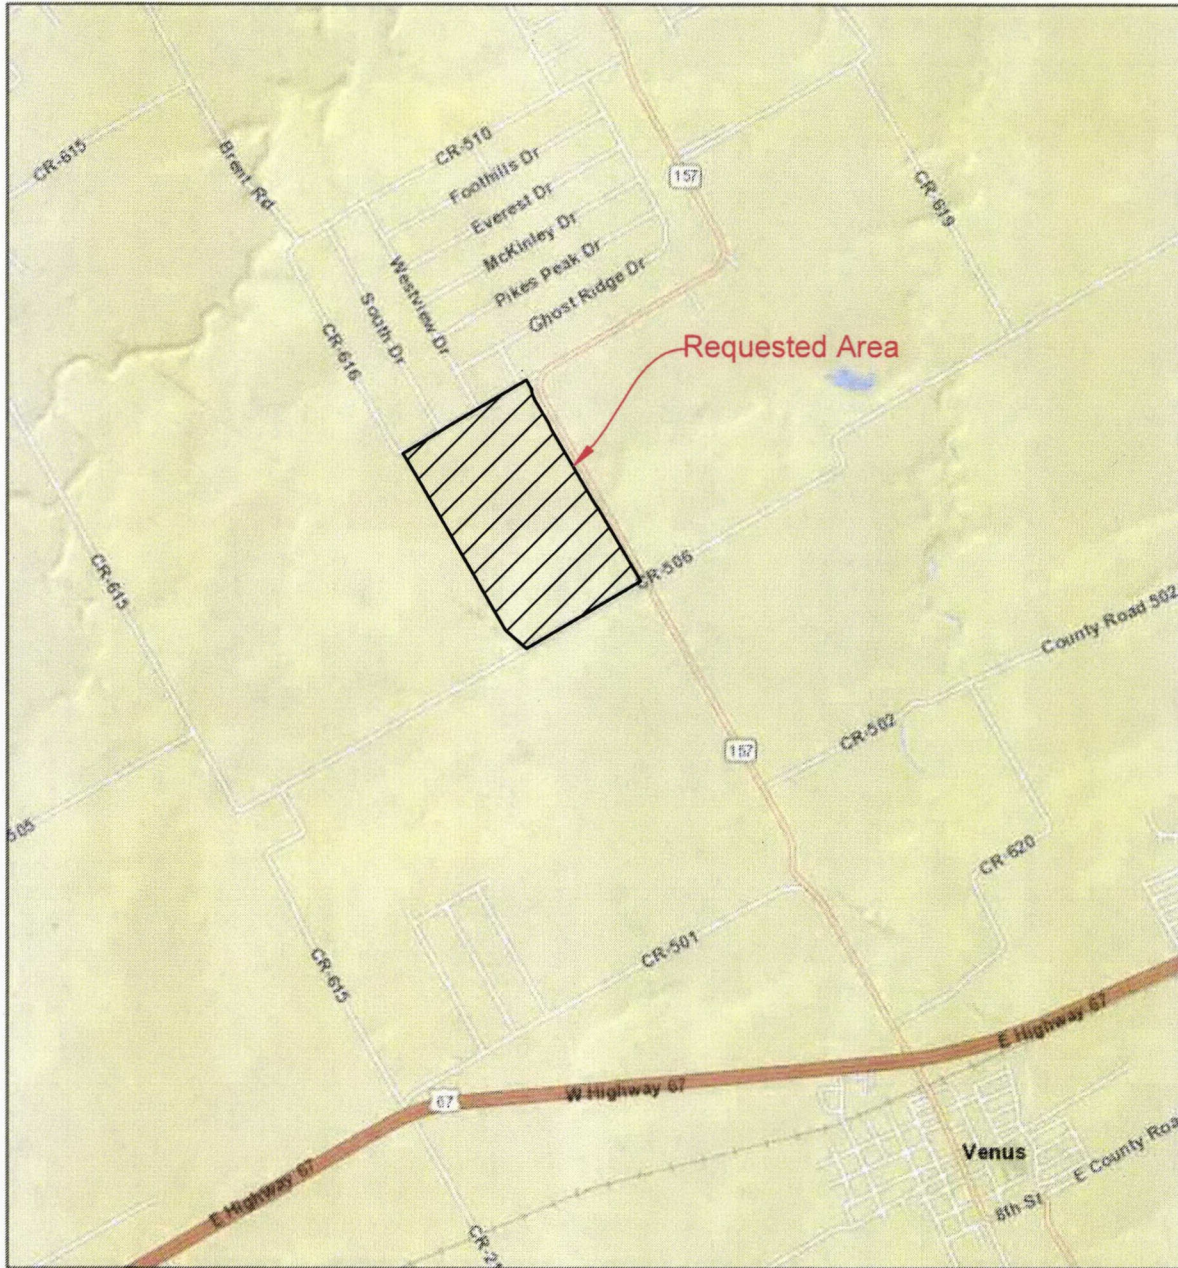 CR-510
CR-615
Brent Rd
Foothills Dr
157
Everest Dr
CR-619
McKinley Dr
Westview Dr
Pikes Peak Dr
Ghost Ridge Dr
South Dr
CR-616
Requested Area
CR-506
CR-615
County Road 502
CR-502
157
505
CR-620
CR-501
CR-615
E Highway 67
W Highway 67
67
Venus
E County Roa
E Highway 67
8th St